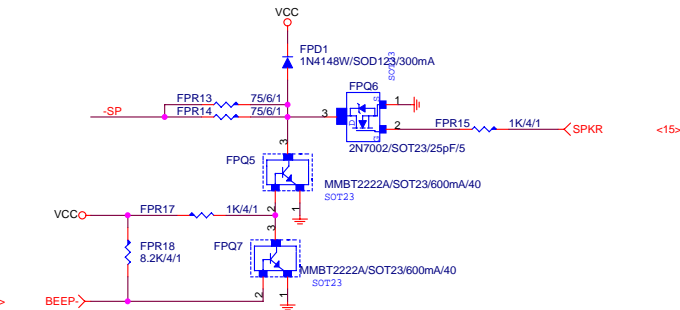 VCC
FPD1
1N4148W/SOD123/300mA
SOT23
FPQ6
FPR13 75/6/1
-SP
FPR14 75/6/1
3
S
1
D
G
2
FPR15 1K/4/1
SPKR
<15>
2N7002/SOT23/25pF/5
3
FPQ5
MMBT2222A/SOT23/600mA/40
SOT23
2
1
VCC
FPR17 1K/4/1
3
FPR18
8.2K/4/1
FPQ7
MMBT2222A/SOT23/600mA/40
SOT23
2
1
>
BEEP-